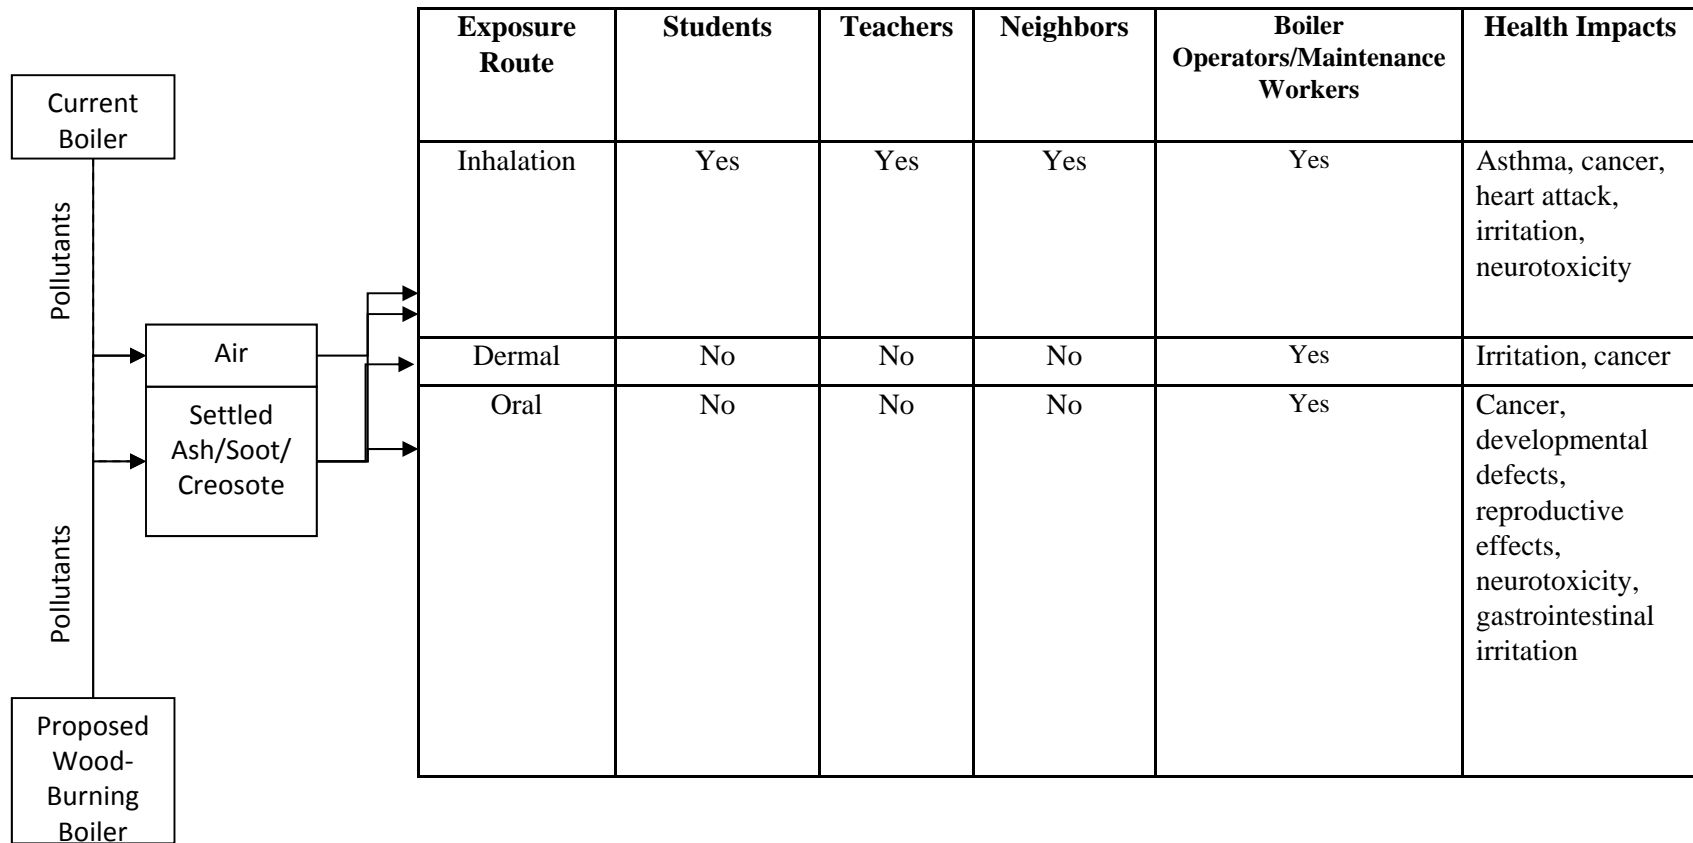 Current
Boiler
Pollutants
Air
Settled
Ash/Soot/
Creosote
Pollutants
Proposed
Wood-
Burning
Boiler
Exposure
Route
Students
Teachers
Neighbors
Boiler
Operators/Maintenance
Workers
Health Impacts
Inhalation
Yes
Yes
Yes
Yes
Asthma, cancer,
heart attack,
irritation,
neurotoxicity
Dermal
No
No
No
Yes
Irritation, cancer
Oral
No
No
No
Yes
Cancer,
developmental
defects,
reproductive
effects,
neurotoxicity,
gastrointestinal
irritation